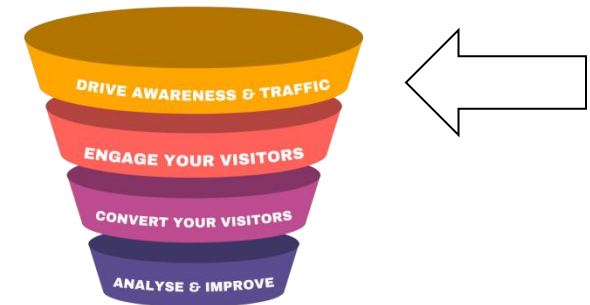 DRIVE AWARENESS & TRAFFIC
ENGAGE YOUR VISITORS
CONVERT YOUR VISITORS
ANALYSE & IMPROVE